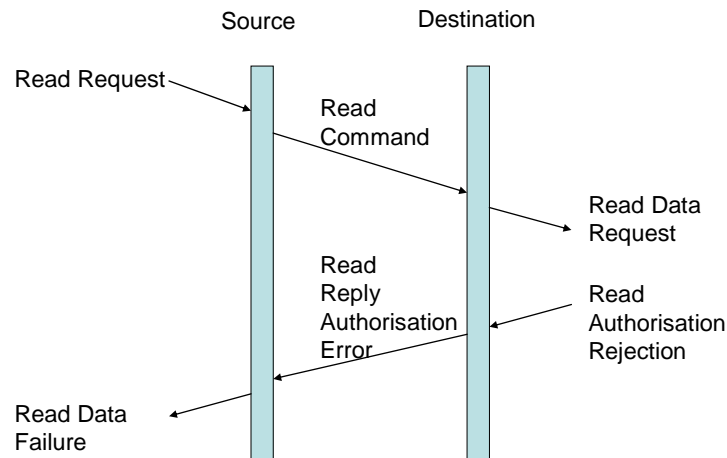 Source
Destination
Read Request
Read
Command
Read Data
Request
Read
Reply
Authorisation
Error
Read
Authorisation
Rejection
Read Data
Failure